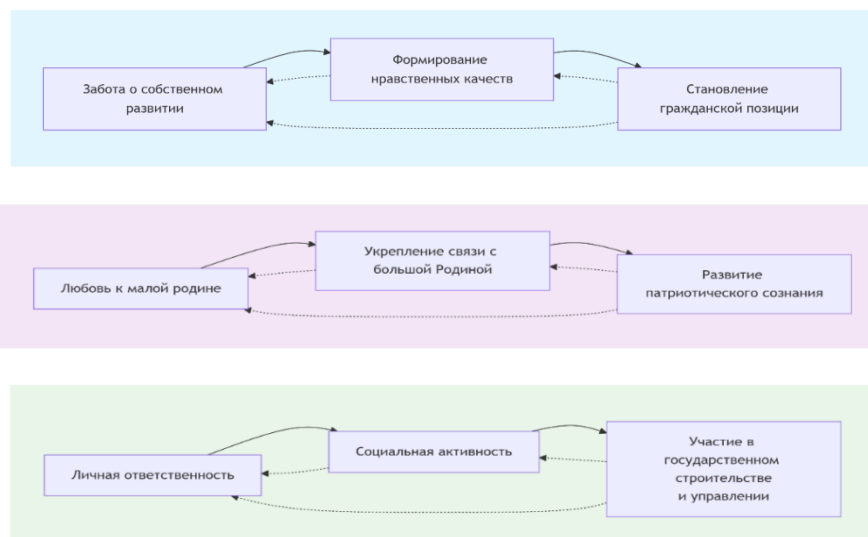 Забота о собственном
развитии
Формирование
нравственных качеств
Становление
гражданской позиции
Любовь к малой родине
Укрепление связи с
большой Родиной
Развитие
патриотического сознания
Личная ответственность
Социальная активность
Участие в
государственном
строительстве
и управлении